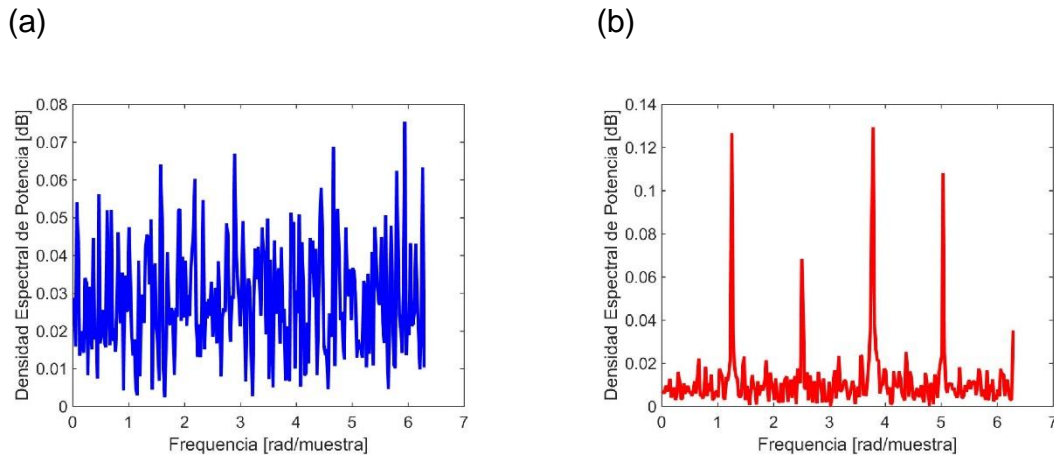 (a)
(b)
Densidad Espectral de Potencia [dB]
0.08
0.07
0.06
0.05
0.04
0.03
0.02
0.01
0
0 1 2 3 4 5 6 7
Frequencia [rad/muestra]
Densidad Espectral de Potencia [dB]
0.14
0.12
0.1
0.08
0.06
0.04
0.02
0
0 1 2 3 4 5 6 7
Frequencia [rad/muestra]